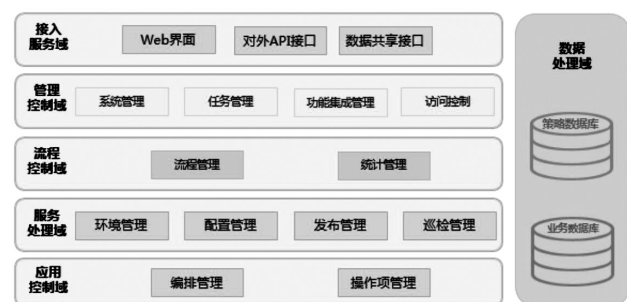 接入
服务域
Web界面
对外API接口
数据共享接口
管理
控制域
系统管理
任务管理
功能集成管理
访问控制
流程
控制域
流程管理
统计管理
服务
处理域
环境管理
配置管理
发布管理
巡检管理
应用
控制域
编排管理
操作项管理
数据
处理域
策略数据库
业务数据库